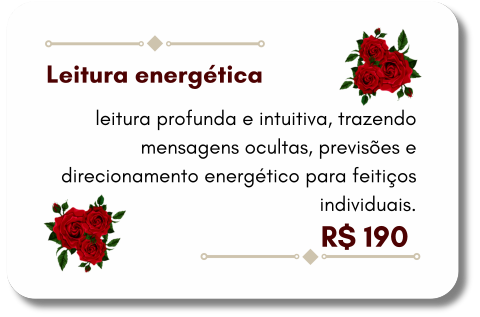 Leitura energética
leitura profunda e intuitiva, trazendo
mensagens ocultas, previsões e
direcionamento energético para feitiços
individuais.
R$ 190